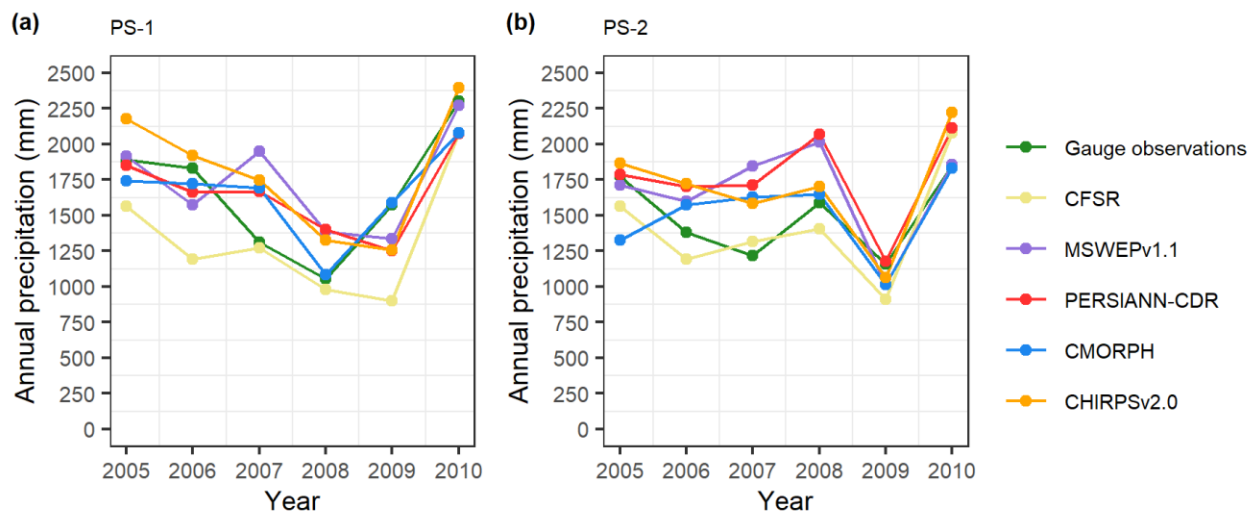 (a) PS-1
Annual precipitation (mm)
2500
2250
2000
1750
1500
1250
1000
750
500
250
0
2005 2006 2007 2008 2009 2010
Year
(b) PS-2
Annual precipitation (mm)
2500
2250
2000
1750
1500
1250
1000
750
500
250
0
2005 2006 2007 2008 2009 2010
Year
Gauge observations
CFSR
MSWEPv1.1
PERSIANN-CDR
CMORPH
CHIRPSv2.0